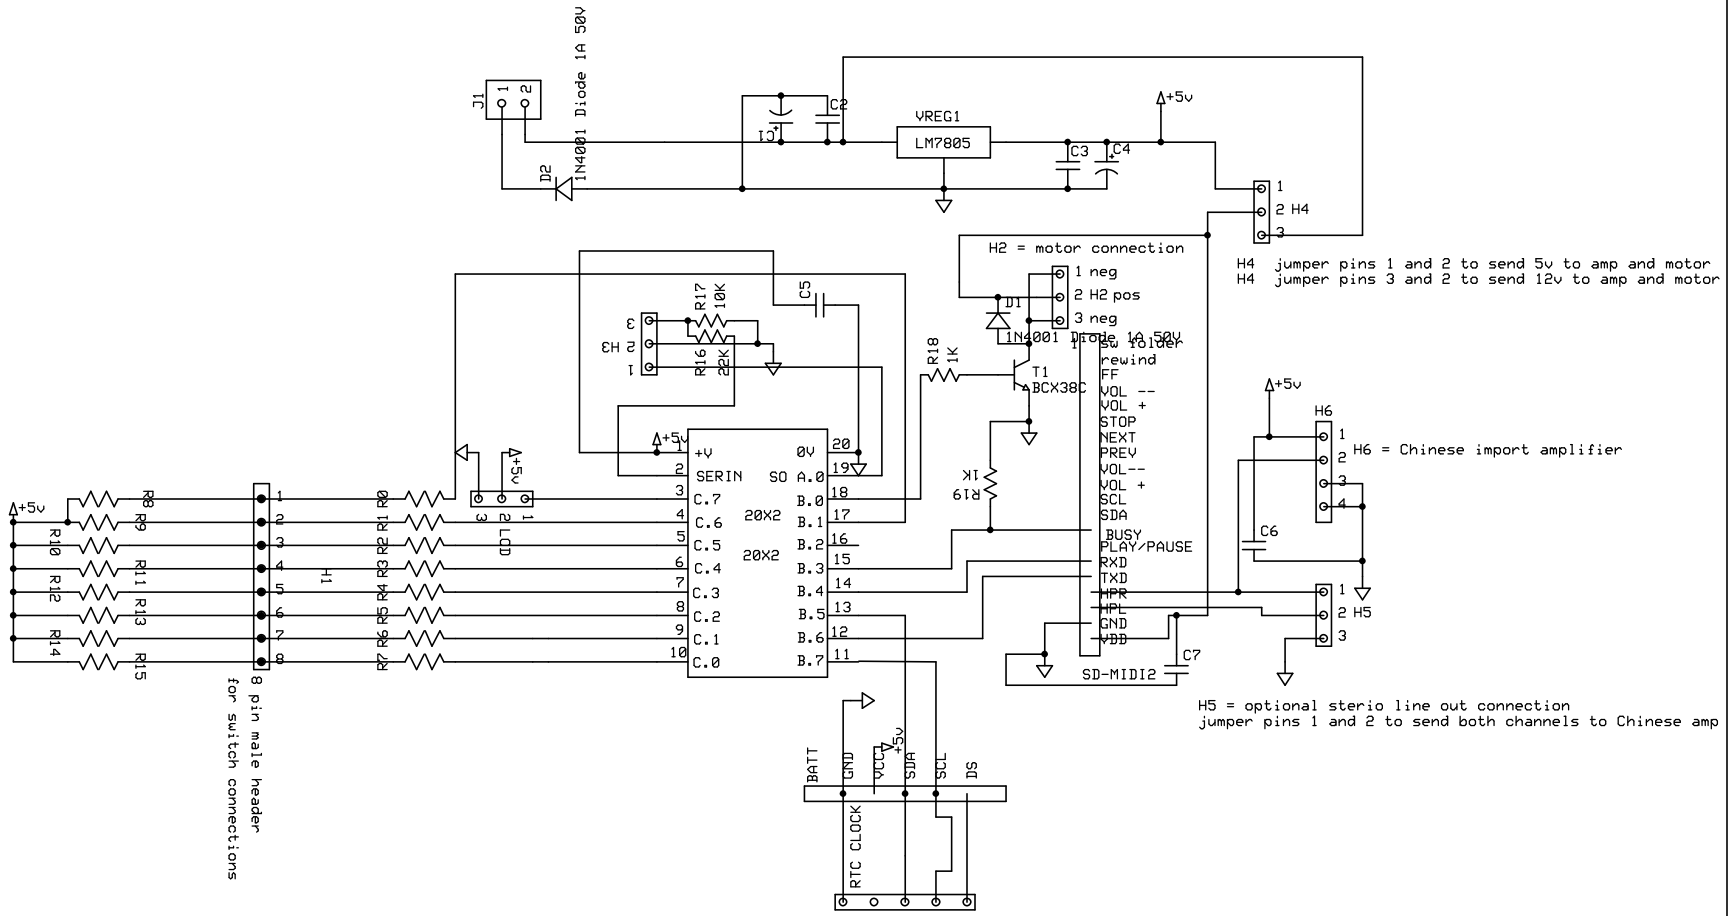 1N4001 Diode 1A 50V
J1
1
2
D2
C1
C2
VREG1
LM7805
C3
C4
+5v
1
2 H4
3
H4 jumper pins 1 and 2 to send 5v to amp and motor
H4 jumper pins 3 and 2 to send 12v to amp and motor
H2 = motor connection
1 neg
2 H2 pos
3 neg
D1
1N4001 Diode 1A 50V
C5
R17
10K
R16
22K
3
2 H3
1
R18
1K
T1
BCX38C
R19
1K
1
sw folder
rewind
FF
VOL --
VOL +
STOP
NEXT
PREV
VOL--
VOL +
SCL
SDA
BUSY
PLAY/PAUSE
RXD
TXD
HPR
HPL
GND
VDD
SD-MIDI2
C7
+5v
H6
1
2
3
4
H6 = Chinese import amplifier
C6
1
2 H5
3
H5 = optional sterio line out connection
jumper pins 1 and 2 to send both channels to Chinese amp
+5v
1 +V
2 SERIN
3 C.7
4 C.6
5 C.5
6 C.4
7 C.3
8 C.2
9 C.1
10 C.0
20X2
20X2
0V 20
SO A.0 19
B.0 18
B.1 17
B.2 16
B.3 15
B.4 14
B.5 13
B.6 12
B.7 11
+5v
3
2 LCD
1
+5v
R8
R9
R10
R11
R12
R13
R14
R15
1
2
3
4
5
6
7
8
H1
R0
R1
R2
R3
R4
R5
R6
R7
8 pin male header
for switch connections
+5v
BATT
GND
VCC
SDA
SCL
DS
RTC CLOCK